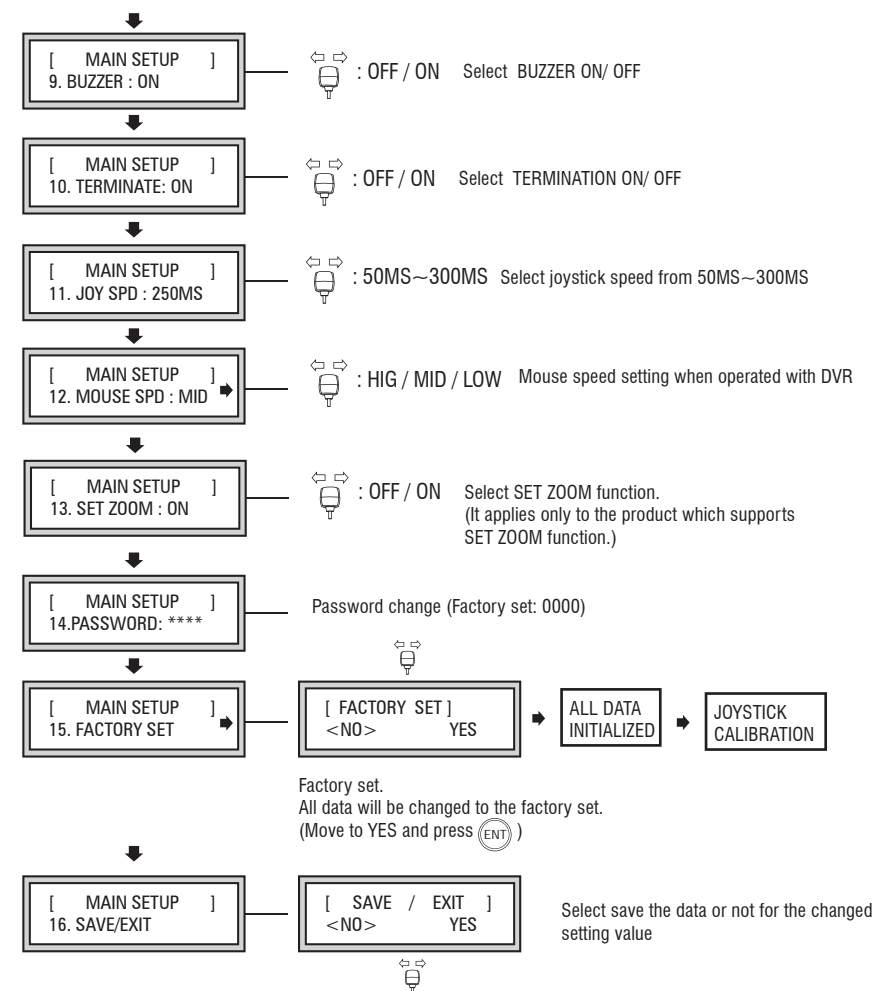 [ MAIN SETUP ]
9. BUZZER : ON
: OFF / ON Select BUZZER ON/ OFF
[ MAIN SETUP ]
10. TERMINATE: ON
: OFF / ON Select TERMINATION ON/ OFF
[ MAIN SETUP ]
11. JOY SPD : 250MS
: 50MS~300MS Select joystick speed from 50MS~300MS
[ MAIN SETUP ]
12. MOUSE SPD : MID
: HIG / MID / LOW Mouse speed setting when operated with DVR
[ MAIN SETUP ]
13. SET ZOOM : ON
: OFF / ON Select SET ZOOM function.
(It applies only to the product which supports
SET ZOOM function.)
[ MAIN SETUP ]
14.PASSWORD: ****
Password change (Factory set: 0000)
[ MAIN SETUP ]
15. FACTORY SET
[ FACTORY SET ]
<NO> YES
ALL DATA
INITIALIZED
JOYSTICK
CALIBRATION
Factory set.
All data will be changed to the factory set.
(Move to YES and press ENT )
[ MAIN SETUP ]
16. SAVE/EXIT
[ SAVE / EXIT ]
<NO> YES
Select save the data or not for the changed
setting value